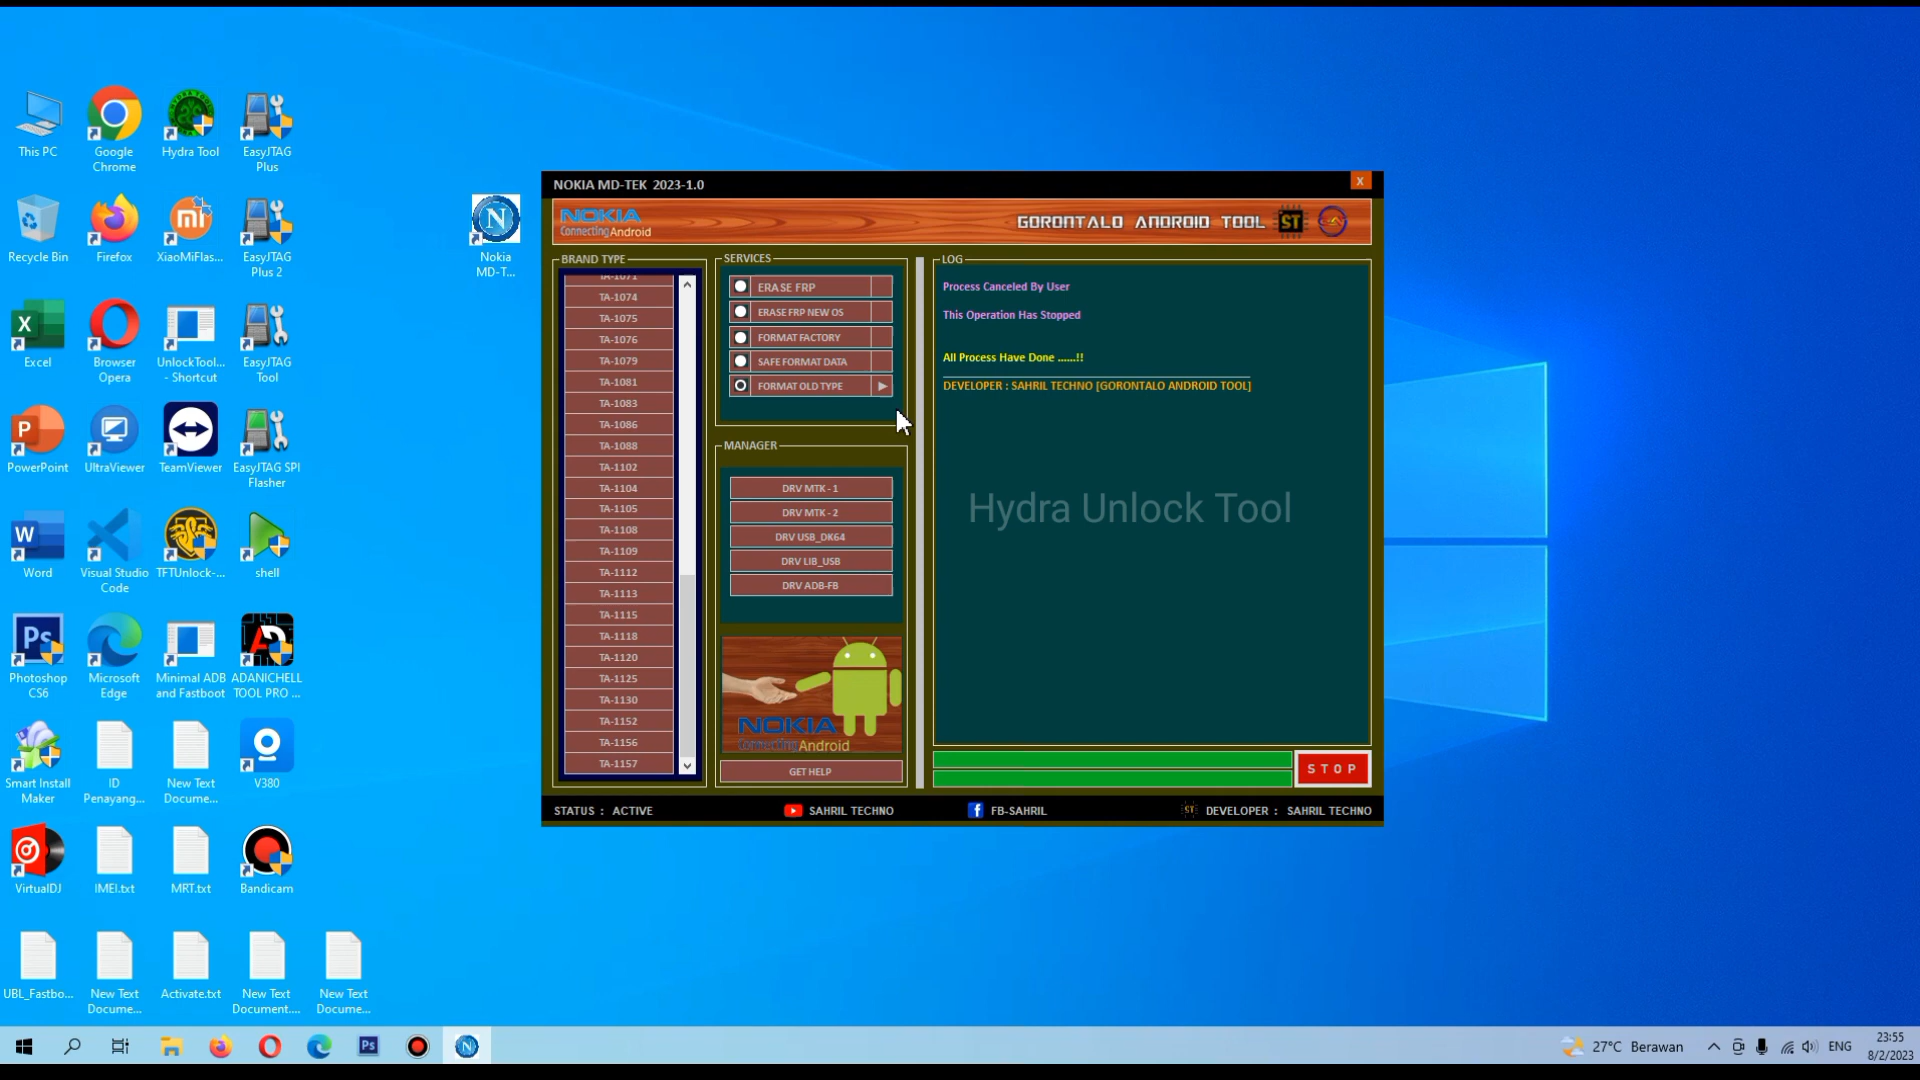 This PC
Google
Chrome
Hydra Tool
EasyJTAG
Plus
Recycle Bin
Firefox
XiaoMiFlas...
EasyJTAG
Plus 2
Nokia
MD-T...
Excel
Browser
Opera
UnlockTool...
- Shortcut
EasyJTAG
Tool
PowerPoint
UltraViewer
TeamViewer
EasyJTAG SPI
Flasher
Word
Visual Studio
Code
TFTUnlock-...
shell
Photoshop
CS6
Microsoft
Edge
Minimal ADB
and Fastboot
ADANICHELL
TOOL PRO ...
Smart Install
Maker
ID
Penayang...
New Text
Docume...
V380
VirtualDJ
IMEI.txt
MRT.txt
Bandicam
UBL_Fastbo...
New Text
Docume...
Activate.txt
New Text
Document....
New Text
Docume...
NOKIA MD-TEK 2023-1.0
X
NOKIA
Connecting Android
GORONTALO ANDROID TOOL
ST
BRAND TYPE
TA-1071
TA-1074
TA-1075
TA-1076
TA-1079
TA-1081
TA-1083
TA-1086
TA-1088
TA-1102
TA-1104
TA-1105
TA-1108
TA-1109
TA-1112
TA-1113
TA-1115
TA-1118
TA-1120
TA-1125
TA-1130
TA-1152
TA-1156
TA-1157
SERVICES
ERASE FRP
ERASE FRP NEW OS
FORMAT FACTORY
SAFE FORMAT DATA
FORMAT OLD TYPE
MANAGER
DRV MTK - 1
DRV MTK - 2
DRV USB_DK64
DRV LIB_USB
DRV ADB-FB
NOKIA
Connecting Android
GET HELP
LOG
Process Canceled By User
This Operation Has Stopped
All Process Have Done ......!!
DEVELOPER : SAHRIL TECHNO [GORONTALO ANDROID TOOL]
Hydra Unlock Tool
STOP
STATUS : ACTIVE
SAHRIL TECHNO
FB-SAHRIL
ST
DEVELOPER : SAHRIL TECHNO
27°C Berawan
ENG
23:55
8/2/2023